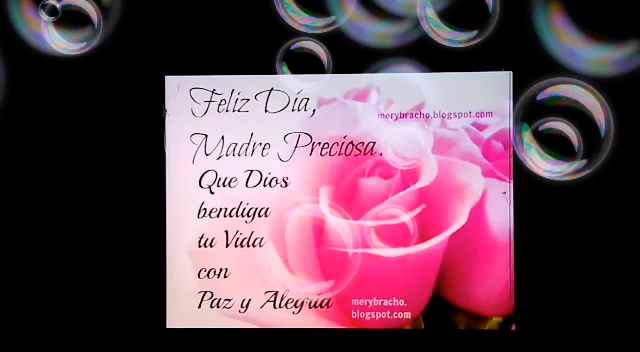 Feliz Día,
merybracho.blogspot.com
Madre Preciosa.
Que Dios
bendiga
tu Vida
con
Paz y Alegría
merybracho.
blogspot.com